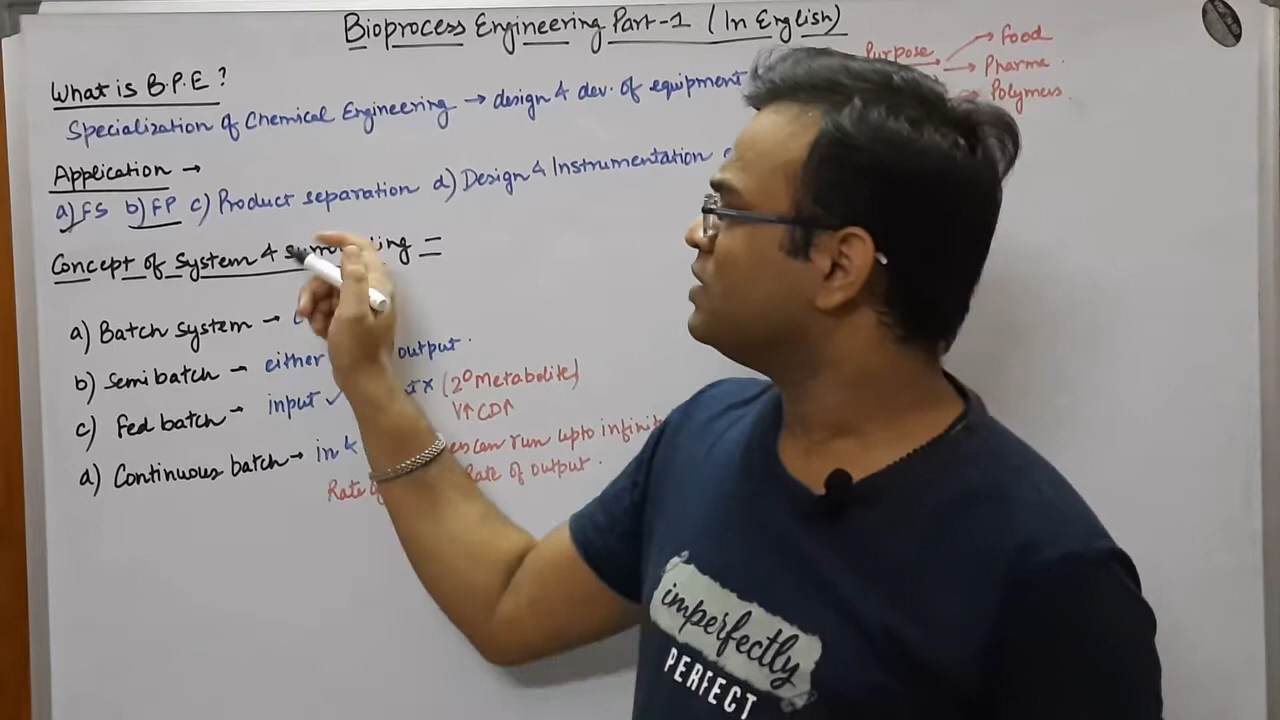 Bioprocess Engineering Part-1 (In English)
Purpose → Food
→ Pharma
Polymers
What is B.P.E?
Specialization of Chemical Engineering → design & dev. of equipment
Application →
a) FS b) FP c) Product separation d) Design & Instrumentation
Concept of System & =
a) Batch system →
b) Semibatch → either output.
c) Fed batch → input ✓ x (2° Metabolite)
V↑ CD↑
d) Continuous batch → in & can run upto
Rate Rate of output.
imperfectly
PERFECT